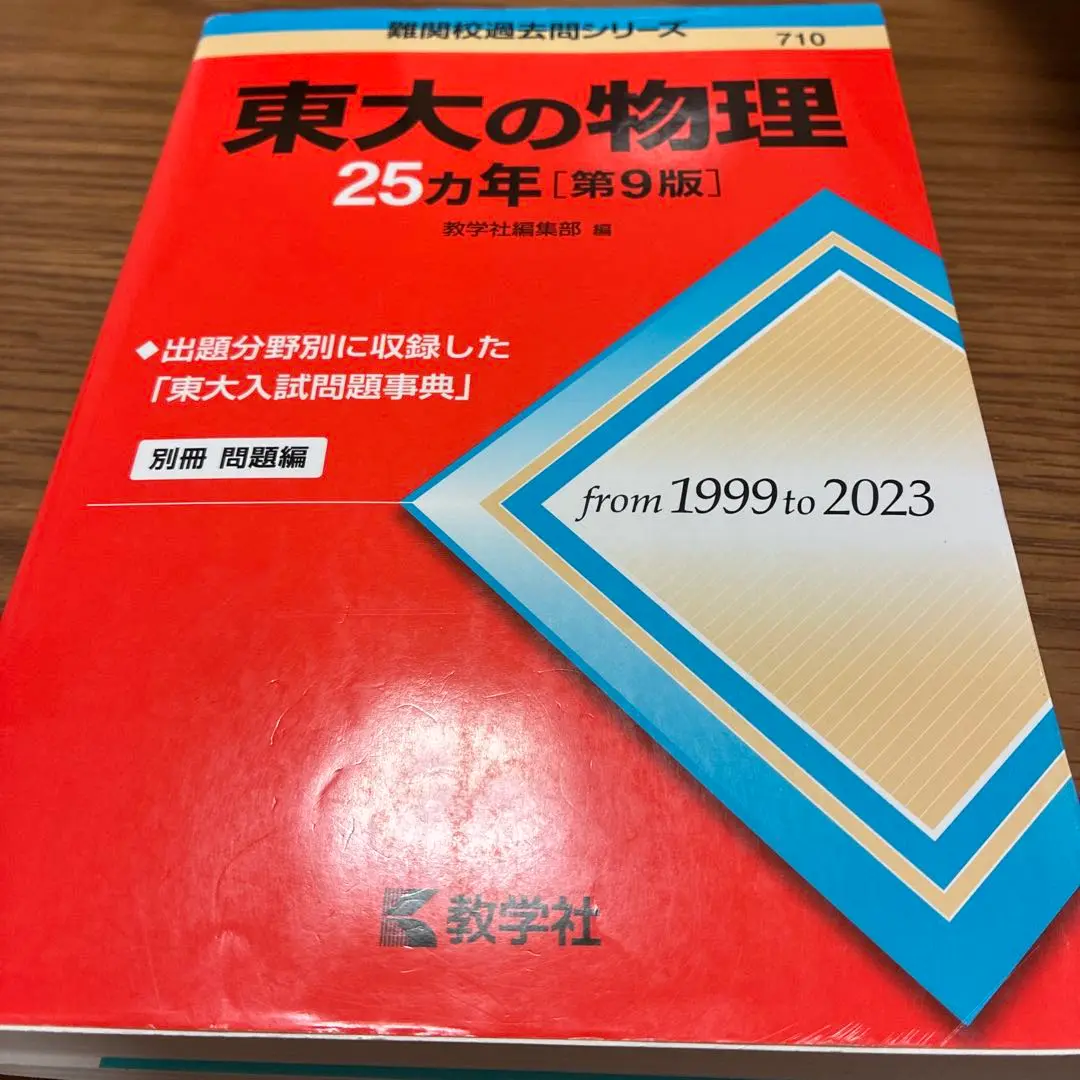 難関校過去問シリーズ
710
東大の物理
25ヵ年[第9版]
教学社編集部 編
◆出題分野別に収録した
「東大入試問題事典」
別冊 問題編
from 1999 to 2023
教学社